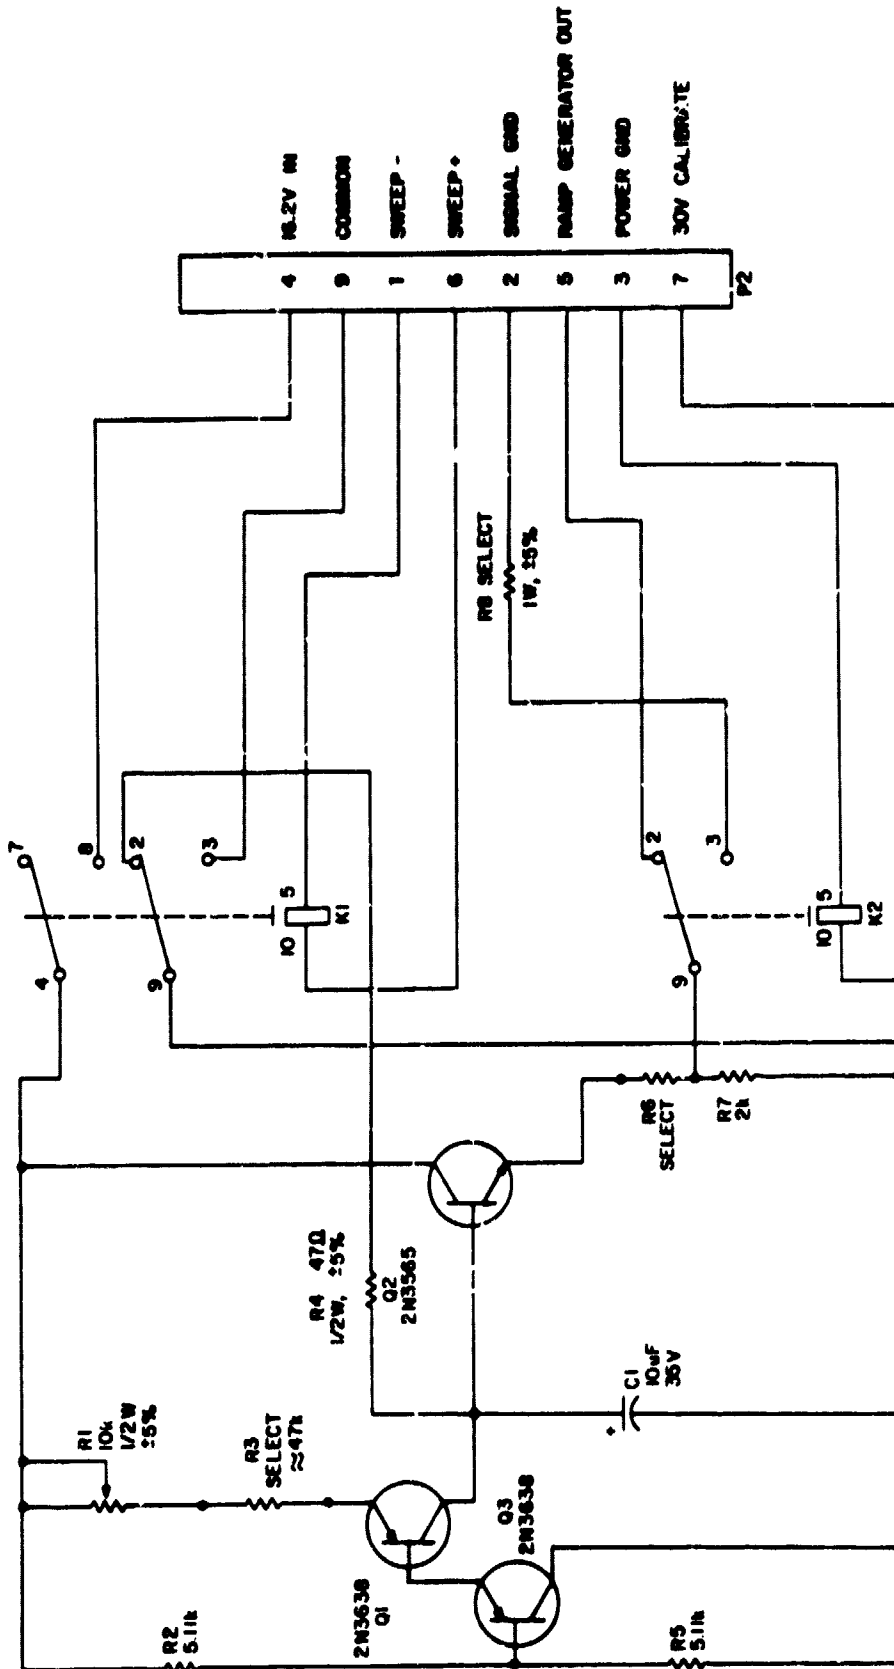 4 16.2V IN
9 COMMON
1 SWEEP -
6 SWEEP +
2 SIGNAL GND
5 RAMP GENERATOR OUT
3 POWER GND
7 30V CALIBRATE
P2
R8 SELECT
1W, ±5%
7
8
2
3
4
9
5
10
K1
2
3
9
5
10
K2
R6
SELECT
R7
2k
R4 47Ω
1/2W, ±5%
Q2
2N3565
C1
10uF
35V
+
R1
10k
1/2W
±5%
R3
SELECT
≈47k
Q3
2N3638
2N3638
Q1
R2
5.11k
R5
5.11k